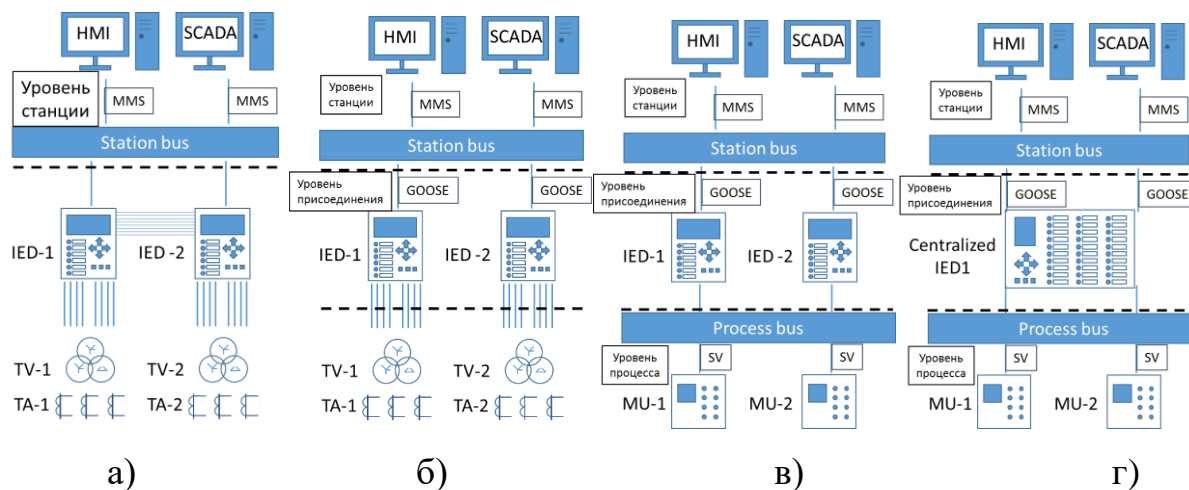 HMI SCADA
Уровень
станции
MMS MMS
Station bus
IED-1 IED -2
TV-1 TV-2
TA-1 TA-2
а)
HMI SCADA
Уровень
станции
MMS MMS
Station bus
Уровень
присоединения
GOOSE GOOSE
IED-1 IED -2
TV-1 TV-2
TA-1 TA-2
б)
HMI SCADA
Уровень
станции
MMS MMS
Station bus
Уровень
присоединения
GOOSE GOOSE
IED-1 IED -2
Process bus
Уровень
процесса
SV SV
MU-1 MU-2
в)
HMI SCADA
Уровень
станции
MMS MMS
Station bus
Уровень
присоединения
GOOSE GOOSE
Centralized
IED1
Process bus
Уровень
процесса
SV SV
MU-1 MU-2
г)